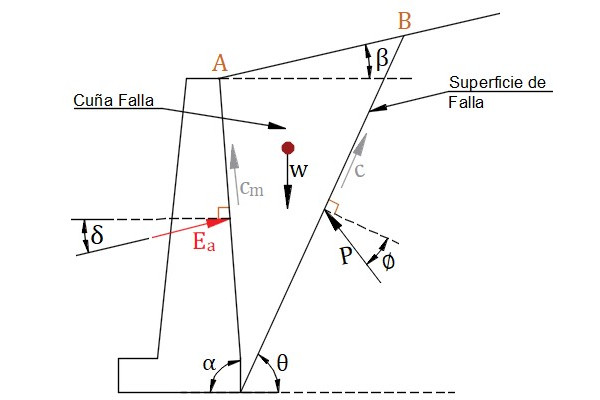 B
A
β
Superficie de
Falla
Cuña Falla
c
w
cm
δ
Ea
P
ϕ
α
θ